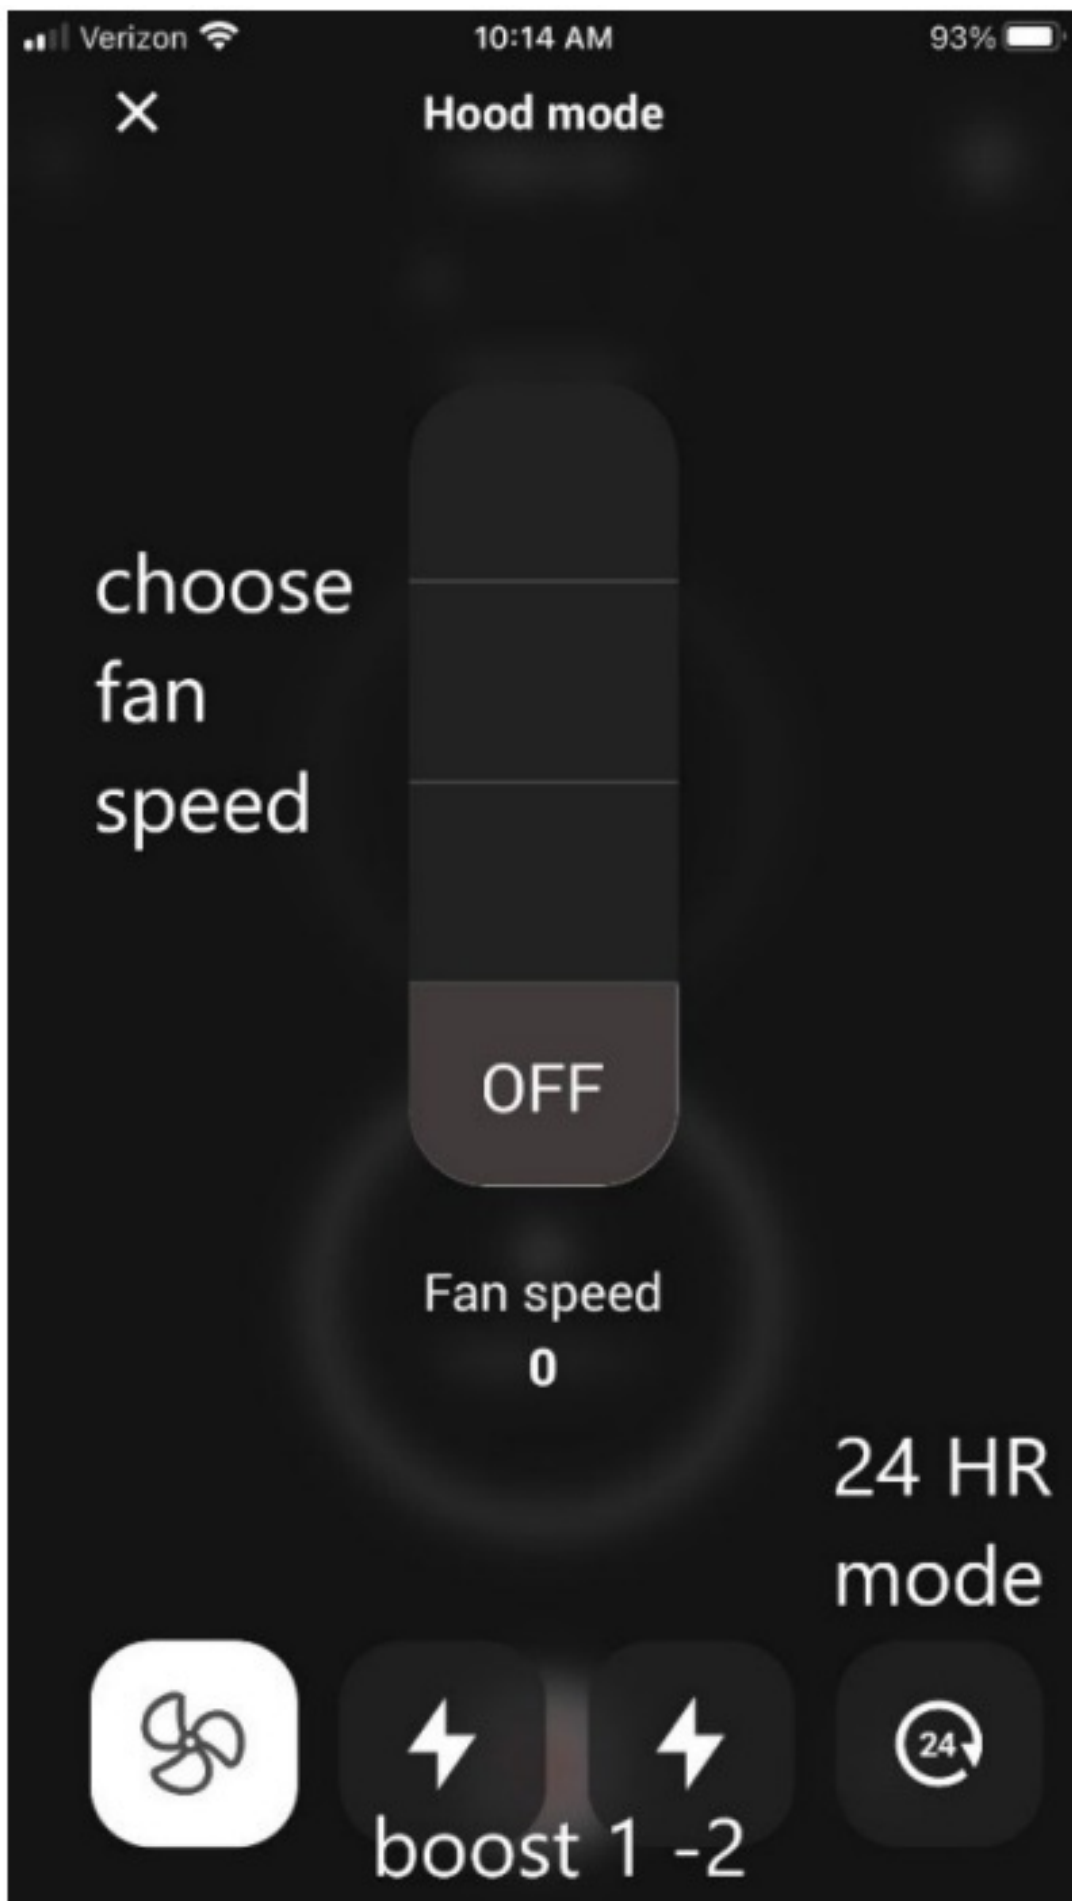 Verizon 10:14 AM 93%
Hood mode
choose
fan
speed
OFF
Fan speed
0
24 HR
mode
24
boost 1 -2